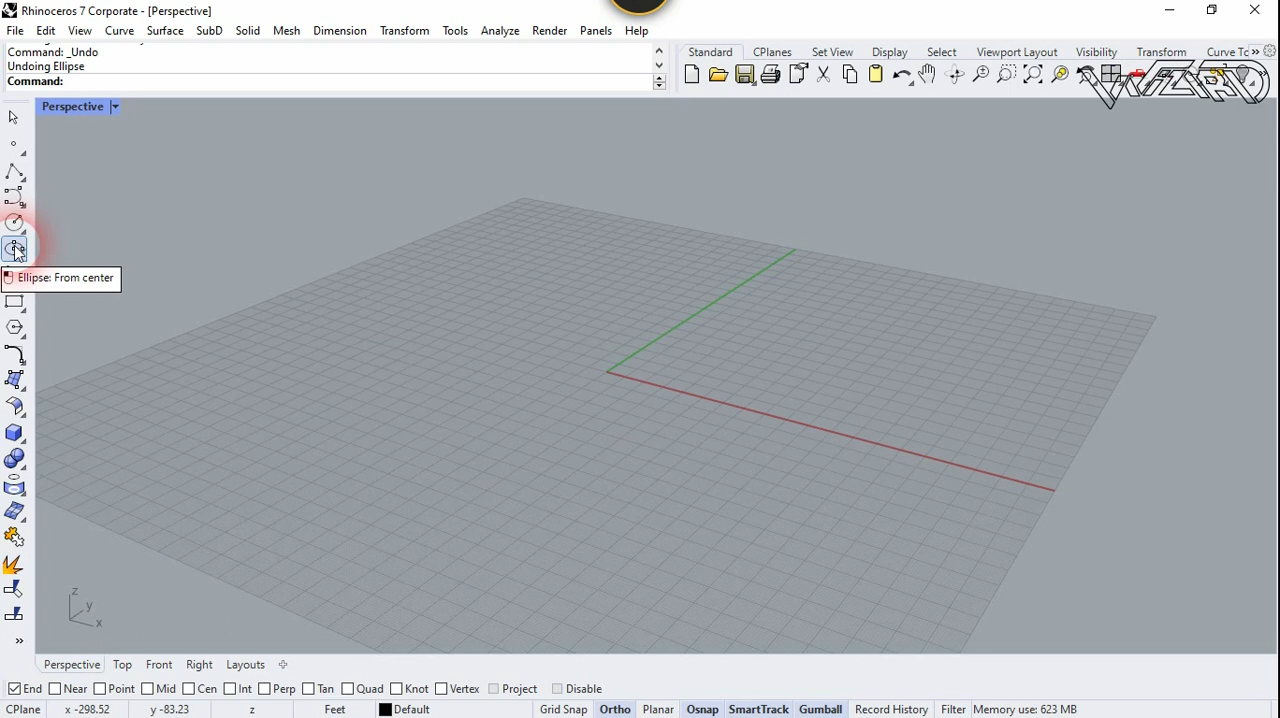 Rhinoceros 7 Corporate - [Perspective]
File Edit View Curve Surface Solid SubD Mesh Dimension Transform Tools Analyze Render Panels Help
Command: _Undo
Undoing Ellipse
Command:
Standard CPlanes Set View Display Select Viewport Layout Visibility Transform Curve To
WIZARD
Perspective
Ellipse: From center
z
y
x
Perspective Top Front Right Layouts
End Near Point Mid Cen Int Perp Tan Quad Knot Vertex Project Disable
CPlane x -298.52 y -83.23 z Feet Default Grid Snap Ortho Planar Osnap SmartTrack Gumball Record History Filter Memory use: 623 MB